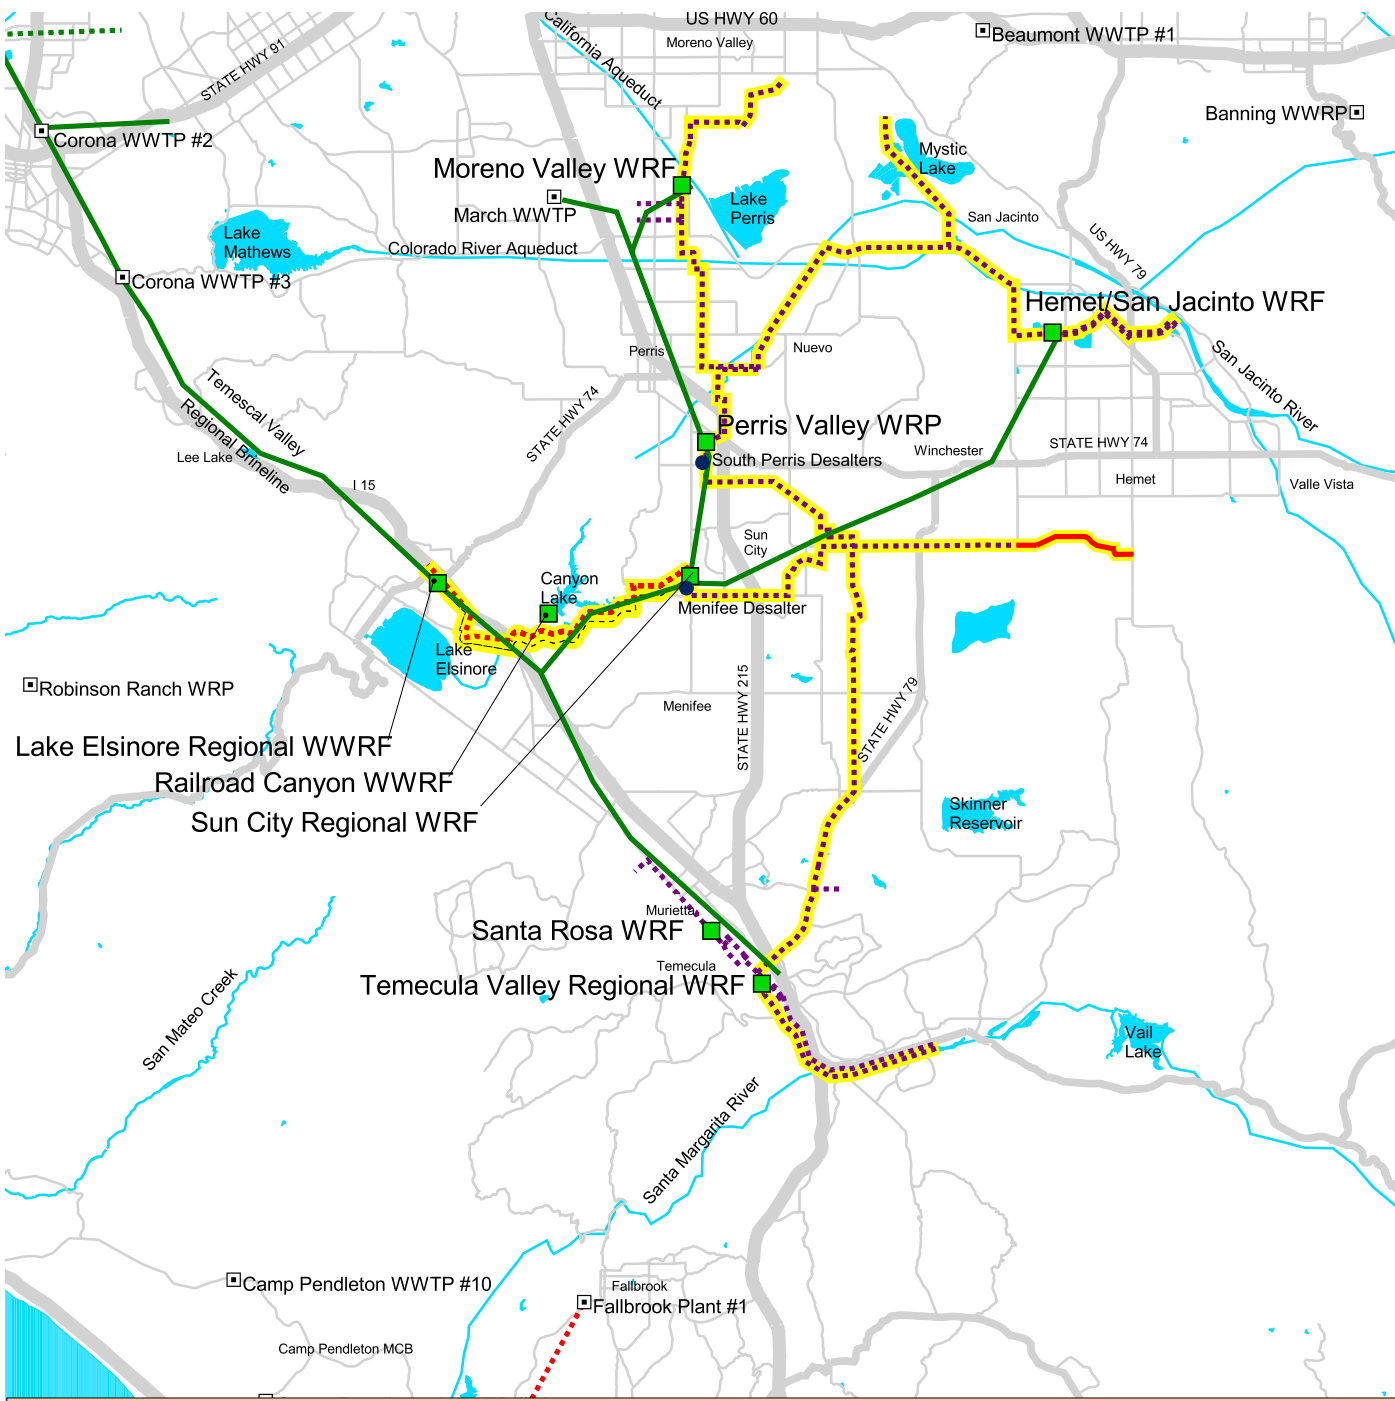 US HWY 60
California Aqueduct
Moreno Valley
Beaumont WWTP #1
STATE HWY 91
Banning WWRP
Corona WWTP #2
Mystic
Lake
Moreno Valley WRF
Lake
Perris
March WWTP
San Jacinto
Lake
Mathews
Colorado River Aqueduct
US HWY 79
Corona WWTP #3
Hemet/San Jacinto WRF
Perris
Nuevo
San Jacinto River
Temescal Valley
STATE HWY 74
Regional Brineline
Perris Valley WRP
STATE HWY 74
Winchester
Lee Lake
South Perris Desalters
I 15
Hemet
Valle Vista
Sun
City
Canyon
Lake
Menifee Desalter
Lake
Elsinore
Robinson Ranch WRP
STATE HWY 215
STATE HWY 79
Menifee
Lake Elsinore Regional WWRF
Railroad Canyon WWRF
Sun City Regional WRF
Skinner
Reservoir
Murietta
Santa Rosa WRF
Temecula
Temecula Valley Regional WRF
San Mateo Creek
Vail
Lake
Santa Margarita River
Camp Pendleton WWTP #10
Fallbrook
Fallbrook Plant #1
Camp Pendleton MCB